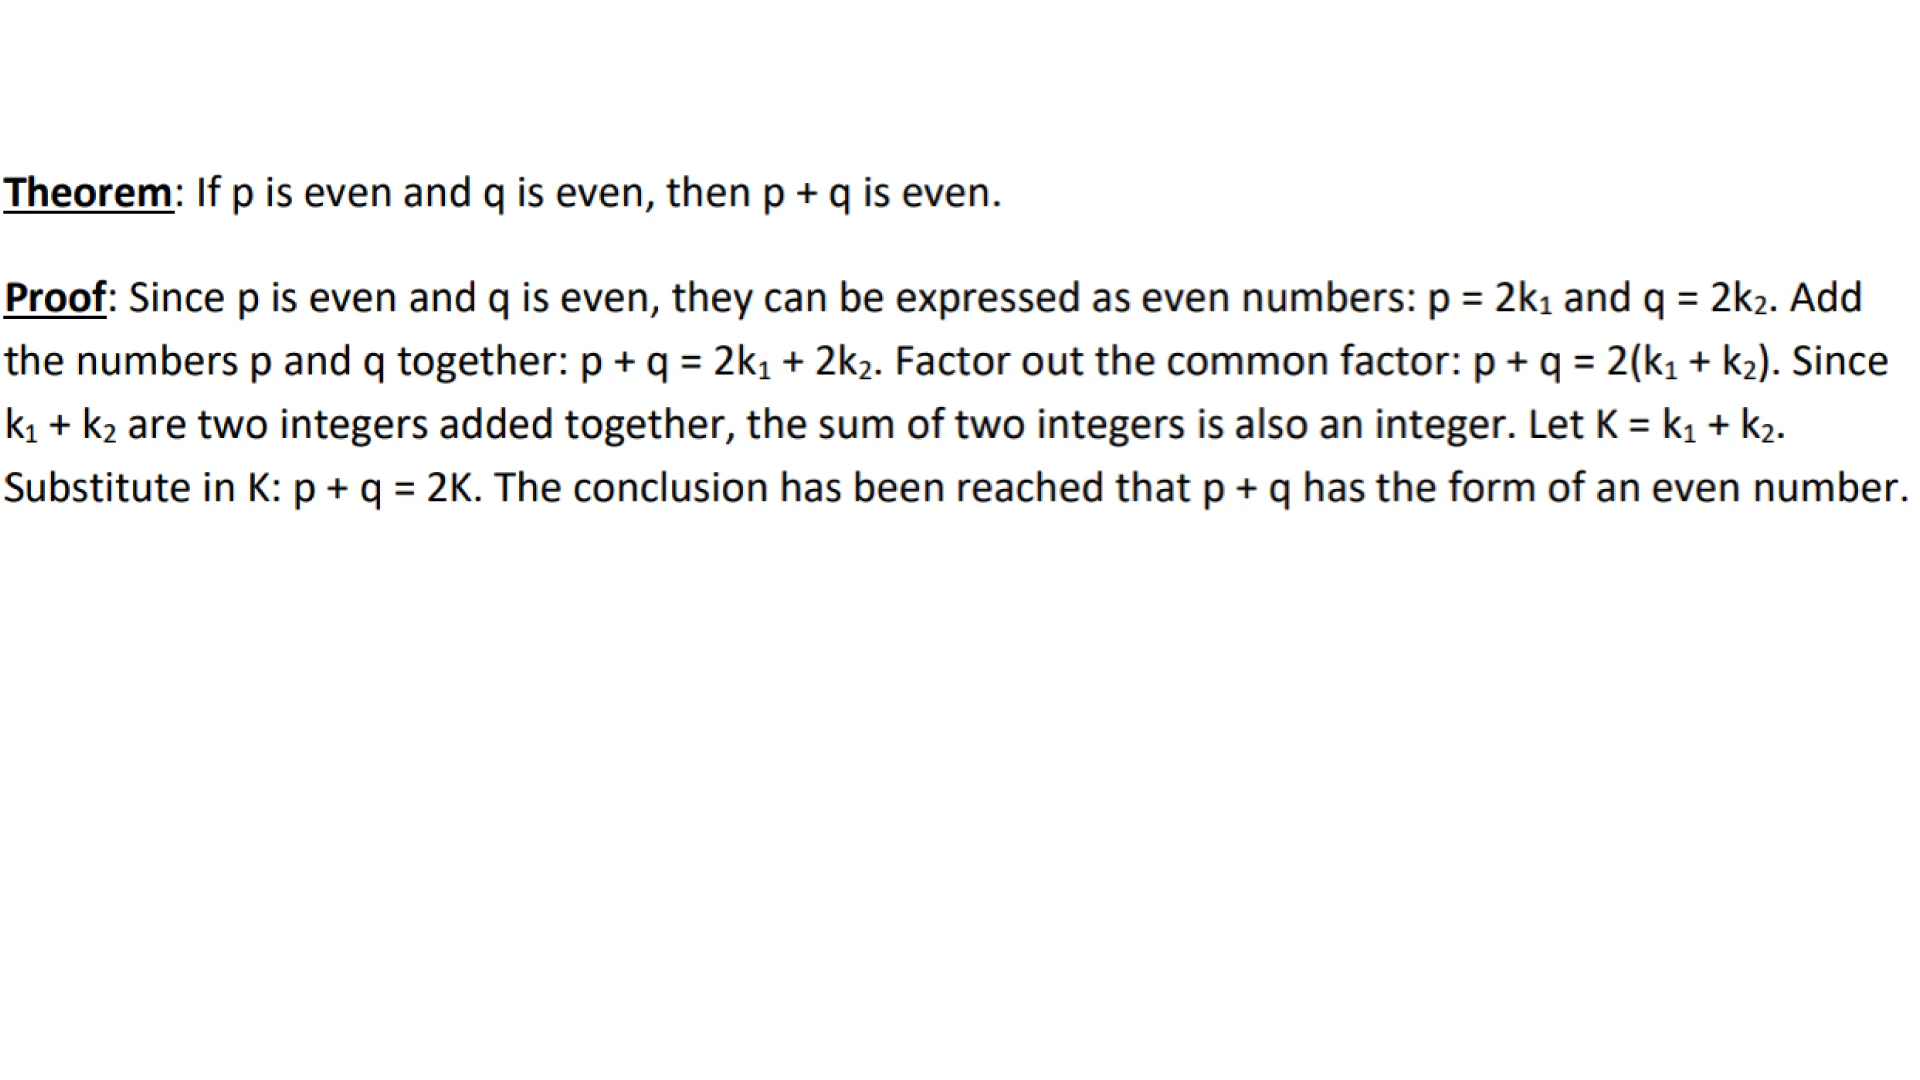 Theorem: If p is even and q is even, then p + q is even.
Proof: Since p is even and q is even, they can be expressed as even numbers: p = 2k₁ and q = 2k₂. Add
the numbers p and q together: p + q = 2k₁ + 2k₂. Factor out the common factor: p + q = 2(k₁ + k₂). Since
k₁ + k₂ are two integers added together, the sum of two integers is also an integer. Let K = k₁ + k₂.
Substitute in K: p + q = 2K. The conclusion has been reached that p + q has the form of an even number.